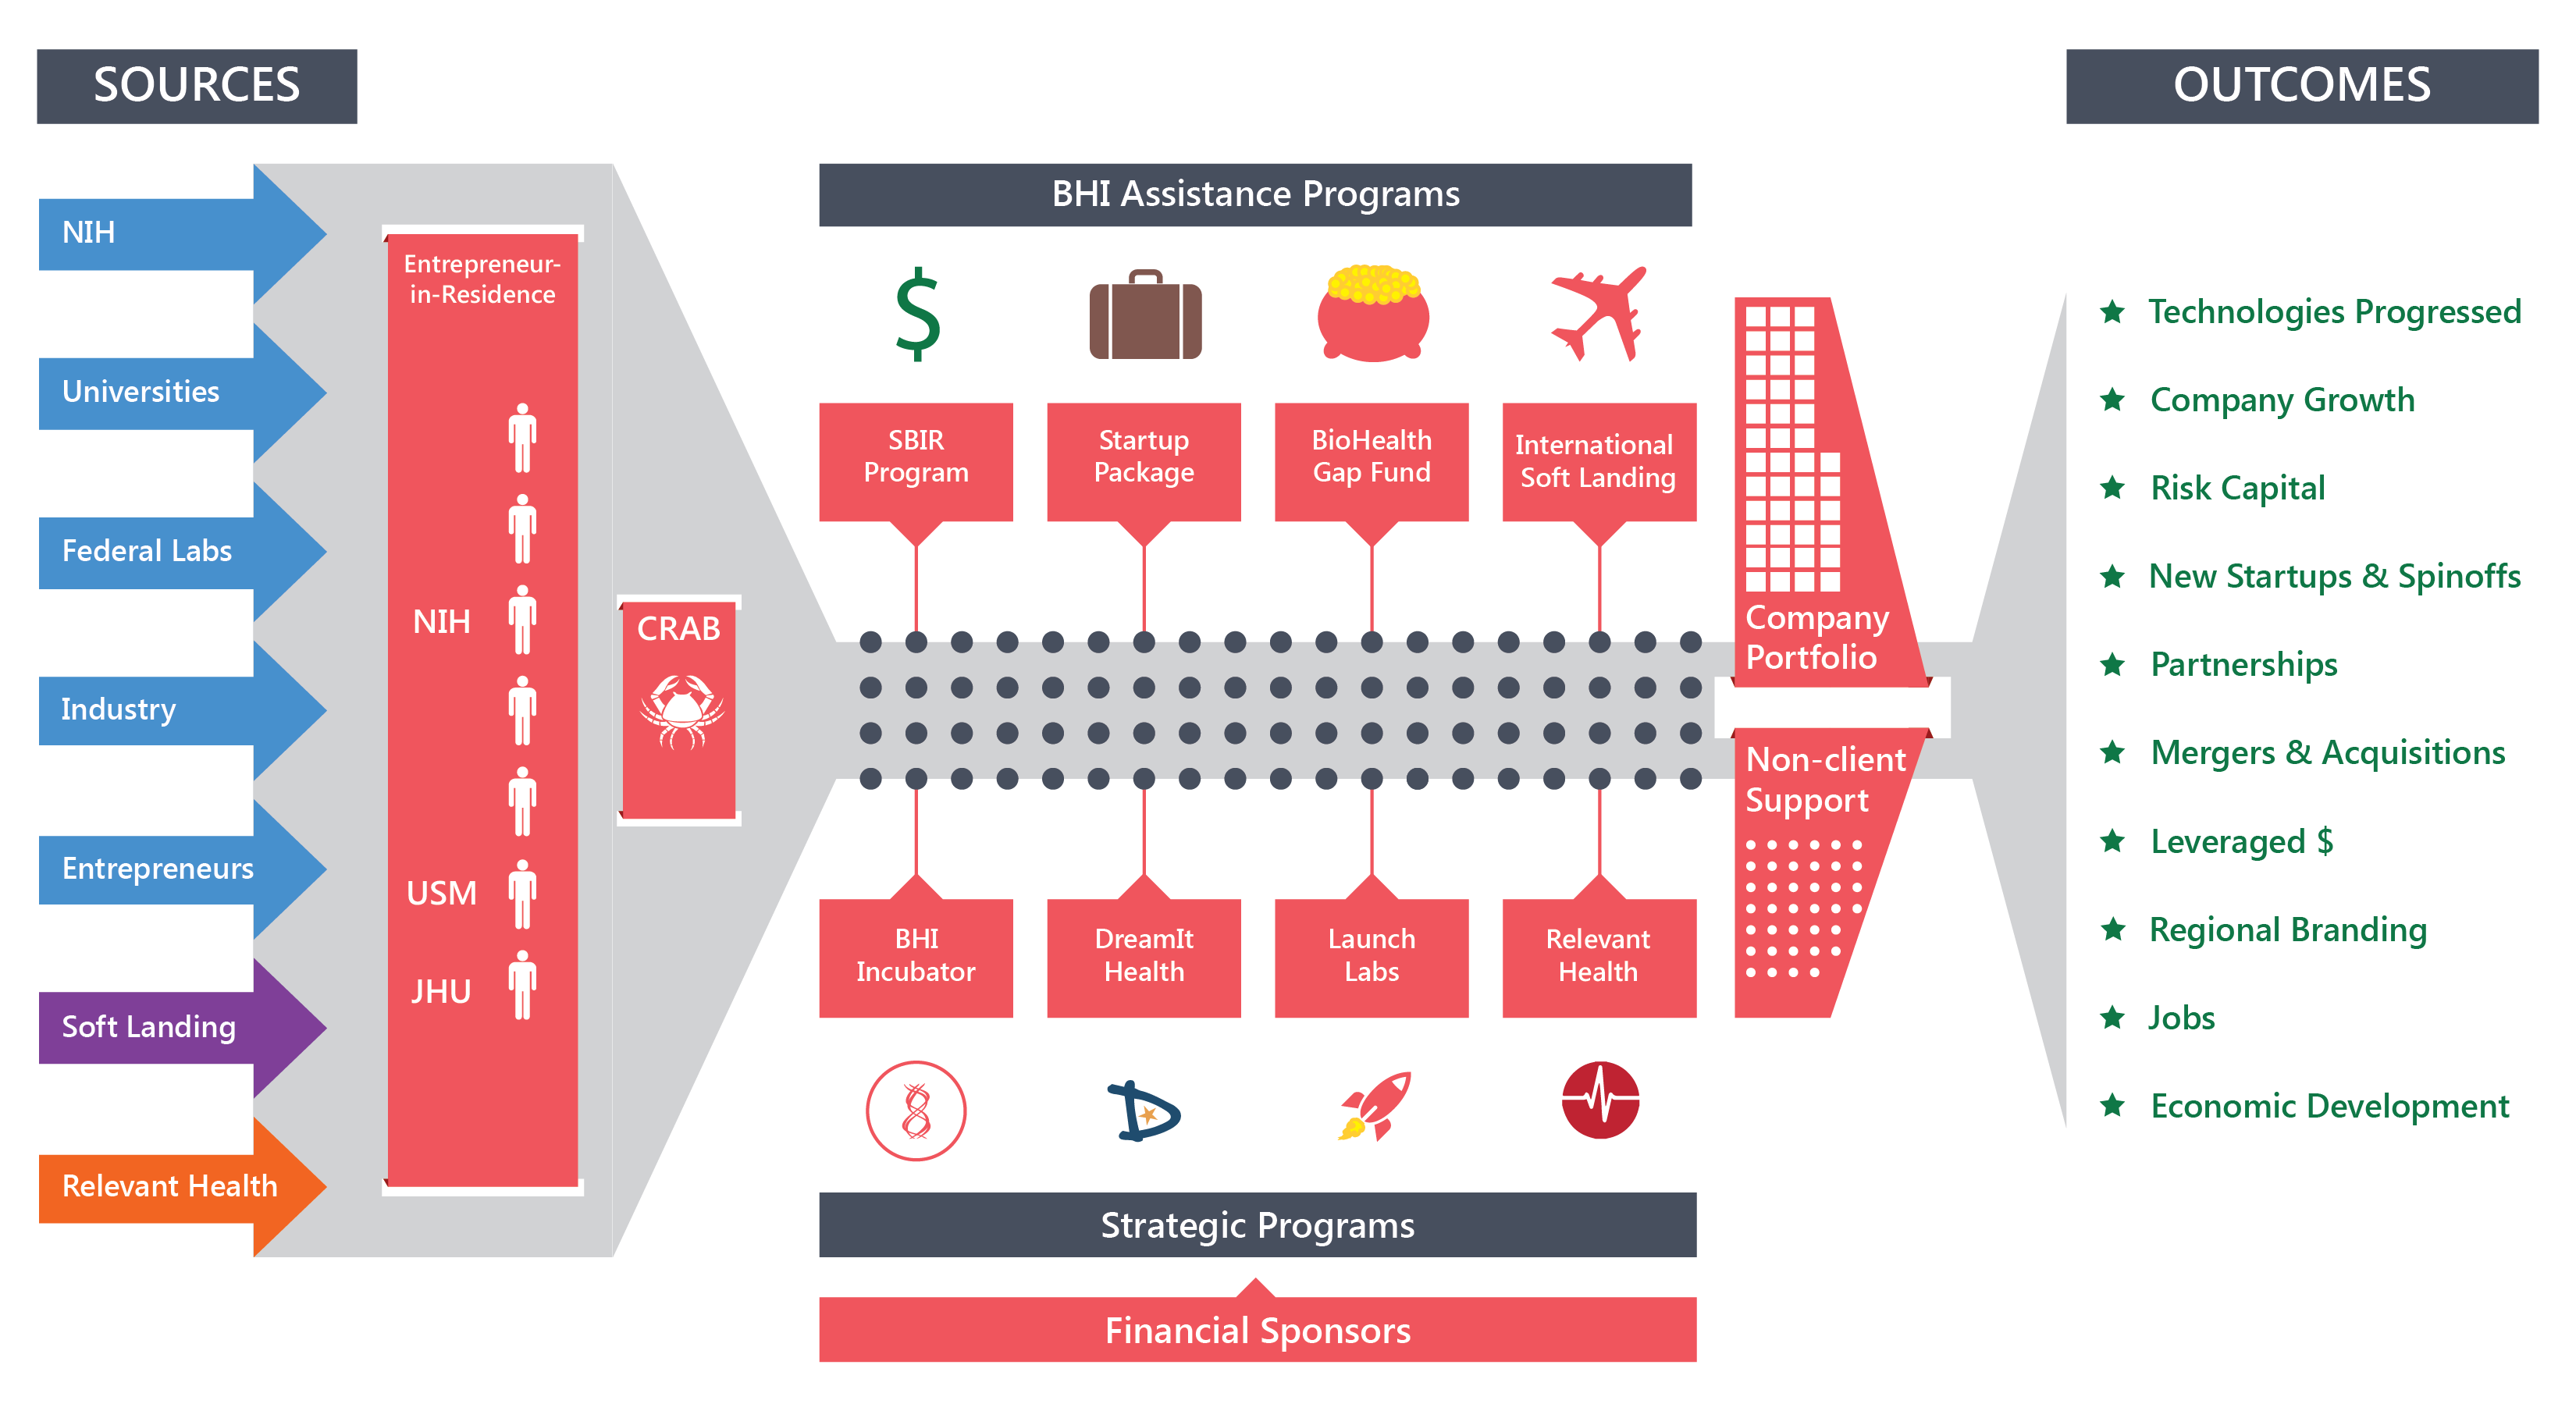 SOURCES
NIH
Universities
Federal Labs
Industry
Entrepreneurs
Soft Landing
Relevant Health
Entrepreneur-
in-Residence
NIH
USM
JHU
CRAB
BHI Assistance Programs
$
SBIR
Program
Startup
Package
BioHealth
Gap Fund
International
Soft Landing
BHI
Incubator
DreamIt
Health
Launch
Labs
Relevant
Health
Strategic Programs
Financial Sponsors
Company
Portfolio
Non-client
Support
OUTCOMES
Technologies Progressed
Company Growth
Risk Capital
New Startups & Spinoffs
Partnerships
Mergers & Acquisitions
Leveraged $
Regional Branding
Jobs
Economic Development